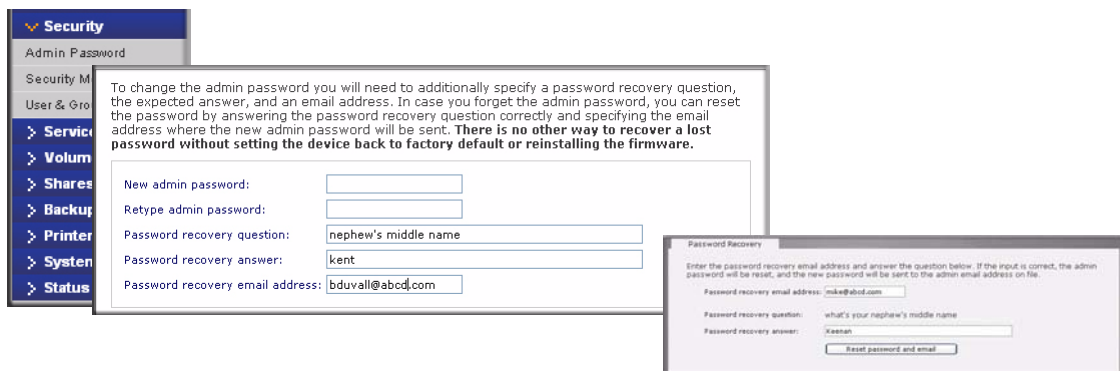 Security
Admin Password
Security M
User & Gro
Service
Volum
Shares
Backup
Printer
System
Status
To change the admin password you will need to additionally specify a password recovery question,
the expected answer, and an email address. In case you forget the admin password, you can reset
the password by answering the password recovery question correctly and specifying the email
address where the new admin password will be sent. There is no other way to recover a lost
password without setting the device back to factory default or reinstalling the firmware.
New admin password:
Retype admin password:
Password recovery question: nephew's middle name
Password recovery answer: kent
Password recovery email address: bduvall@abcd.com
Password Recovery
Enter the password recovery email address and answer the question below. If the input is correct, the admin
password will be reset, and the new password will be sent to the admin email address on file.
Password recovery email address: mike@abcd.com
Password recovery question: what's your nephew's middle name
Password recovery answer: Keenan
Reset password and email